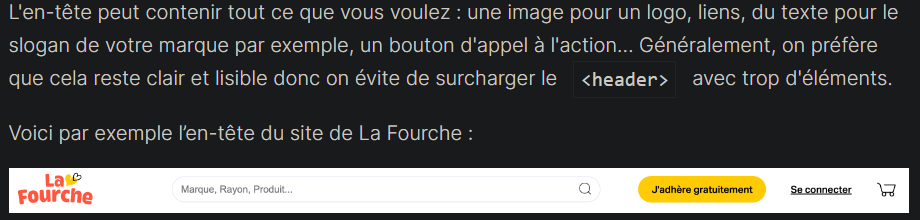 L'en-tête peut contenir tout ce que vous voulez : une image pour un logo, liens, du texte pour le
slogan de votre marque par exemple, un bouton d'appel à l'action... Généralement, on préfère
que cela reste clair et lisible donc on évite de surcharger le <header> avec trop d'éléments.
Voici par exemple l’en-tête du site de La Fourche :
La
Fourche
Marque, Rayon, Produit...
J'adhère gratuitement
Se connecter